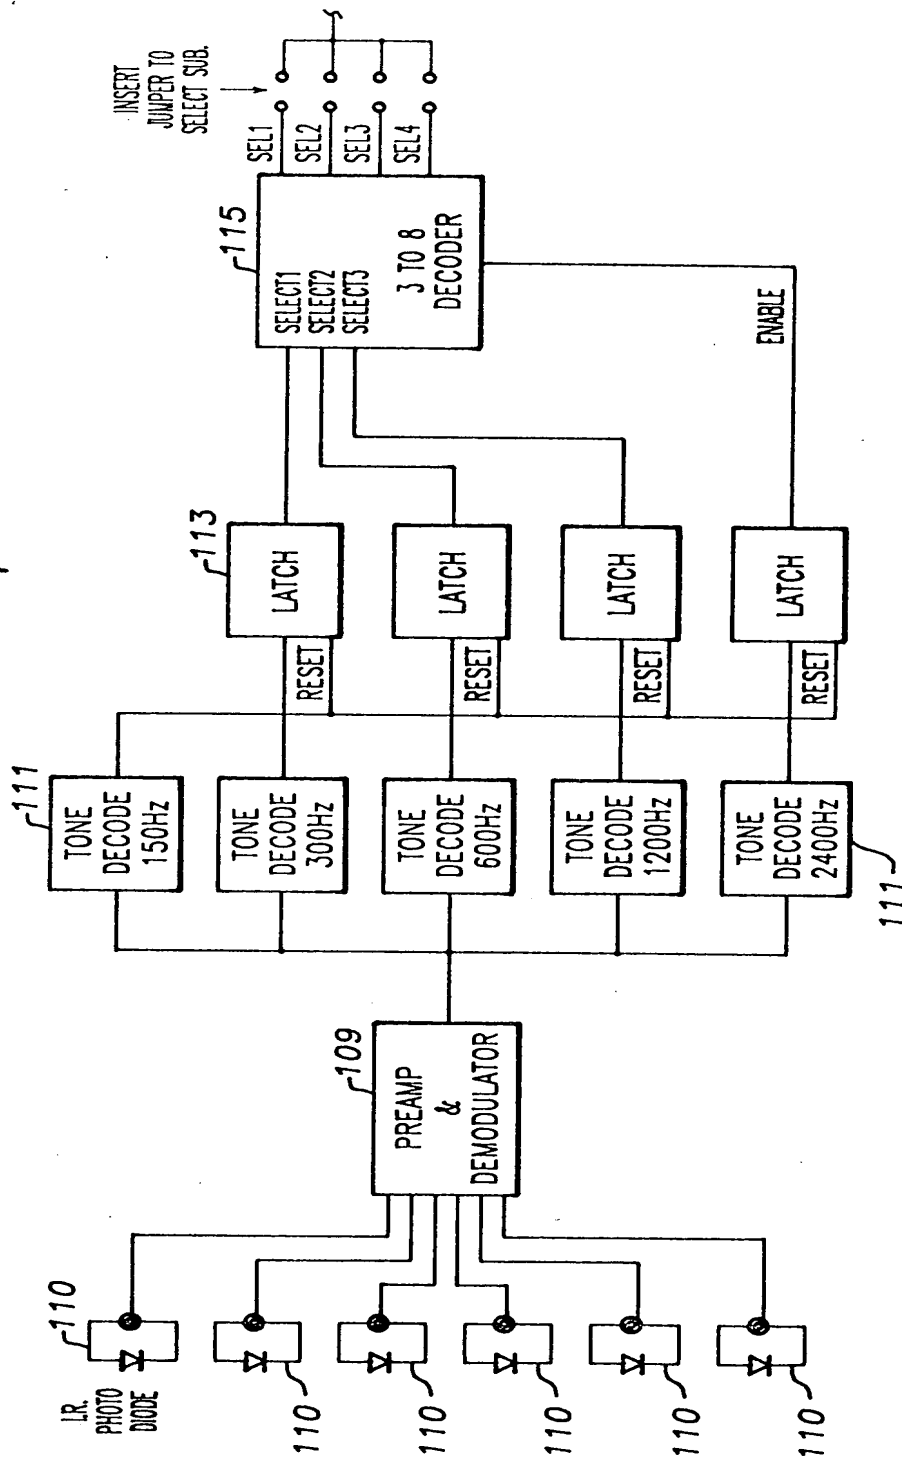 I.R.
PHOTO
DIODE
110
110
110
110
110
110
109
PREAMP
&
DEMODULATOR
111
TONE
DECODE
150Hz
TONE
DECODE
300Hz
TONE
DECODE
600Hz
TONE
DECODE
1200Hz
TONE
DECODE
2400Hz
111
113
LATCH
RESET
LATCH
RESET
LATCH
RESET
LATCH
RESET
ENABLE
115
SELECT1
SELECT2
SELECT3
3 TO 8
DECODER
SEL1
SEL2
SEL3
SEL4
INSERT
JUMPER TO
SELECT SUB.